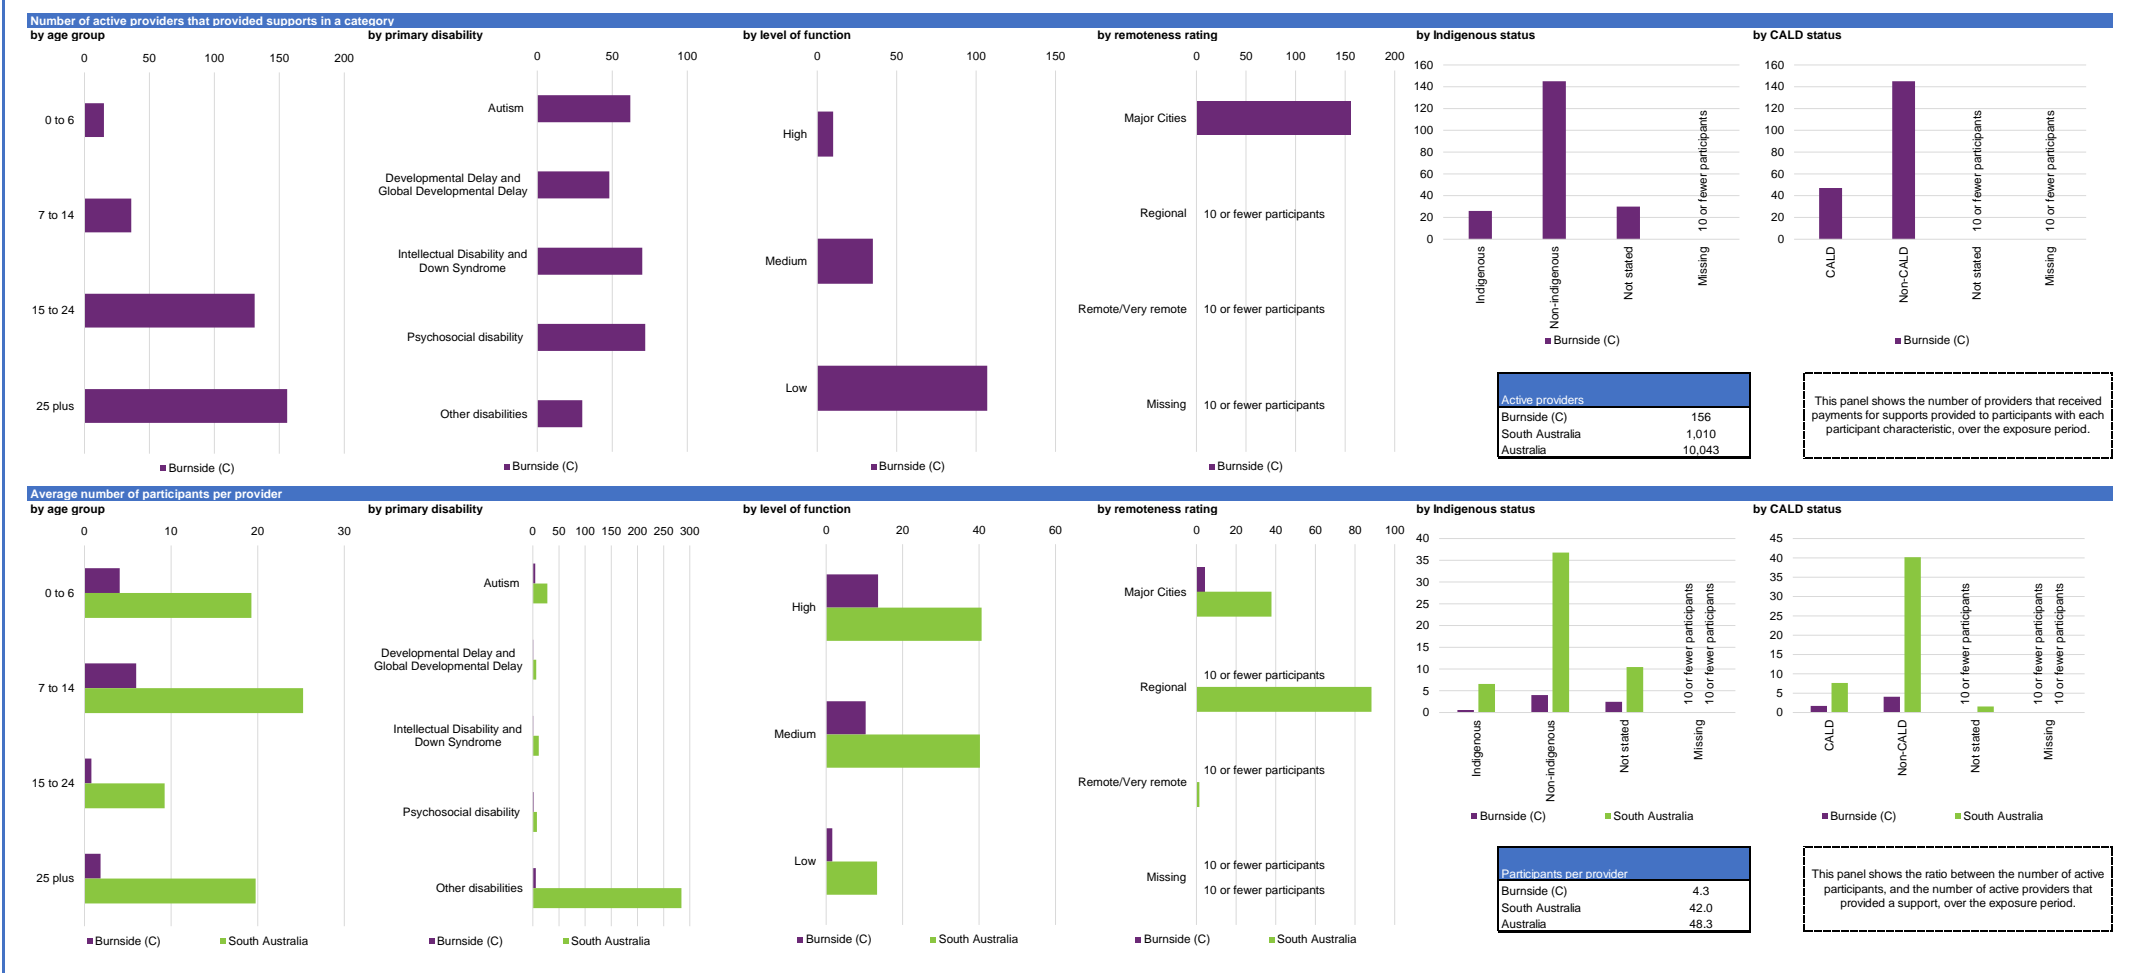 Number of active providers that provided supports in a category
by age group
0 50 100 150 200
0 to 6
7 to 14
15 to 24
25 plus
Burnside (C)
by primary disability
0 50 100
Autism
Developmental Delay and
Global Developmental Delay
Intellectual Disability and
Down Syndrome
Psychosocial disability
Other disabilities
Burnside (C)
by level of function
0 50 100 150
High
Medium
Low
Burnside (C)
by remoteness rating
0 50 100 150 200
Major Cities
Regional 10 or fewer participants
Remote/Very remote 10 or fewer participants
Missing 10 or fewer participants
Burnside (C)
by Indigenous status
160
140
120
100
80
60
40
20
0
10 or fewer participants
Indigenous
Non-indigenous
Not stated
Missing
Burnside (C)
by CALD status
160
140
120
100
80
60
40
20
0
10 or fewer participants
10 or fewer participants
CALD
Non-CALD
Not stated
Missing
Burnside (C)
Active providers
Burnside (C) 156
South Australia 1,010
Australia 10,043
This panel shows the number of providers that received
payments for supports provided to participants with each
participant characteristic, over the exposure period.
Average number of participants per provider
by age group
0 10 20 30
0 to 6
7 to 14
15 to 24
25 plus
Burnside (C) South Australia
by primary disability
0 50 100 150 200 250 300
Autism
Developmental Delay and
Global Developmental Delay
Intellectual Disability and
Down Syndrome
Psychosocial disability
Other disabilities
Burnside (C) South Australia
by level of function
0 20 40 60
High
Medium
Low
Burnside (C) South Australia
by remoteness rating
0 20 40 60 80 100
Major Cities
10 or fewer participants
Regional
10 or fewer participants
Remote/Very remote
10 or fewer participants
Missing
10 or fewer participants
Burnside (C) South Australia
by Indigenous status
40
35
30
25
20
15
10
5
0
10 or fewer participants
10 or fewer participants
Indigenous
Non-indigenous
Not stated
Missing
Burnside (C) South Australia
by CALD status
45
40
35
30
25
20
15
10
5
0
10 or fewer participants
10 or fewer participants
10 or fewer participants
CALD
Non-CALD
Not stated
Missing
Burnside (C) South Australia
Participants per provider
Burnside (C) 4.3
South Australia 42.0
Australia 48.3
This panel shows the ratio between the number of active
participants, and the number of active providers that
provided a support, over the exposure period.